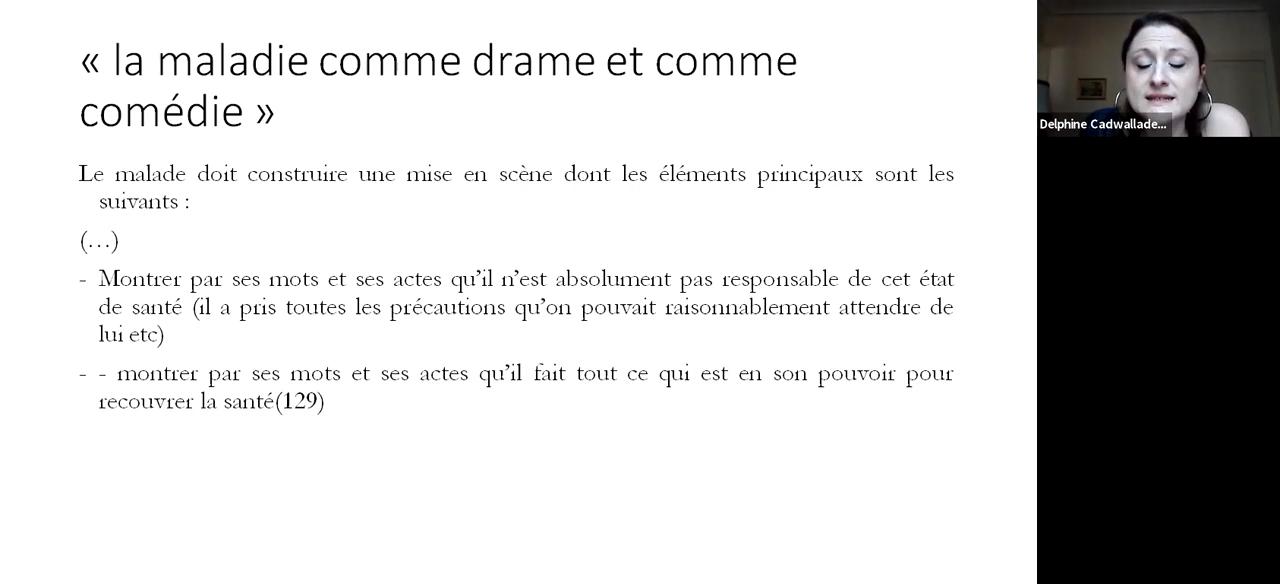 « la maladie comme drame et comme
comédie »
Le malade doit construire une mise en scène dont les éléments principaux sont les
suivants :
(…)
- Montrer par ses mots et ses actes qu’il n’est absolument pas responsable de cet état
de santé (il a pris toutes les précautions qu’on pouvait raisonnablement attendre de
lui etc)
- - montrer par ses mots et ses actes qu’il fait tout ce qui est en son pouvoir pour
recouvrer la santé(129)
Delphine Cadwallade...